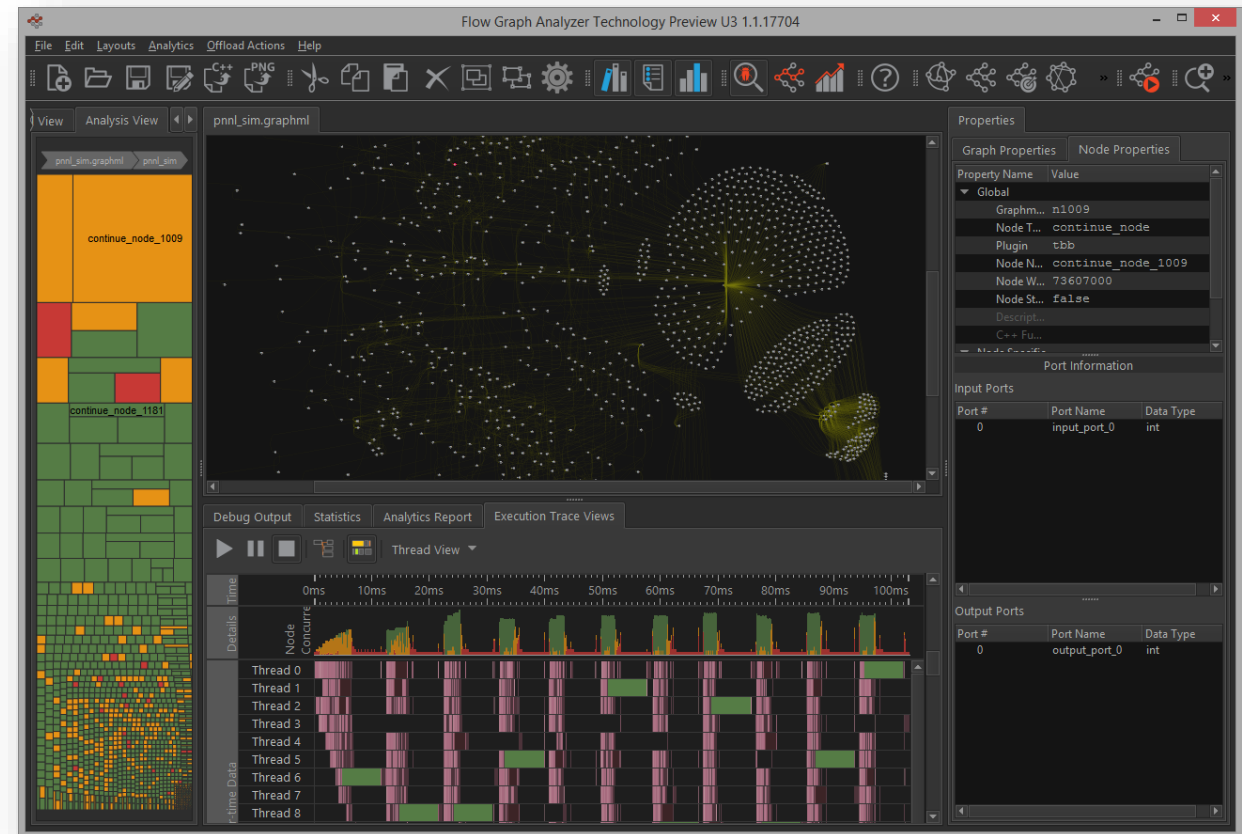 Flow Graph Analyzer Technology Preview U3 1.1.17704
File Edit Layouts Analytics Offload Actions Help
C++ PNG
View Analysis View
pnnl_sim.graphml
Properties
pnnl_sim.graphml pnnl_sim
Graph Properties Node Properties
Property Name Value
Global
Graphm... n1009
Node T... continue_node
Plugin tbb
Node N... continue_node_1009
Node W... 73607000
Node St... false
Descript...
C++ Fu...
Node Specific
continue_node_1009
continue_node_1181
Port Information
Input Ports
Port # Port Name Data Type
0 input_port_0 int
Output Ports
Port # Port Name Data Type
0 output_port_0 int
Debug Output Statistics Analytics Report Execution Trace Views
Thread View
Time
0ms 10ms 20ms 30ms 40ms 50ms 60ms 70ms 80ms 90ms 100ms
Details
Node
Concurre
Thread 0
Thread 1
Thread 2
Thread 3
Thread 4
Thread 5
Thread 6
Thread 7
Thread 8
r-time Data